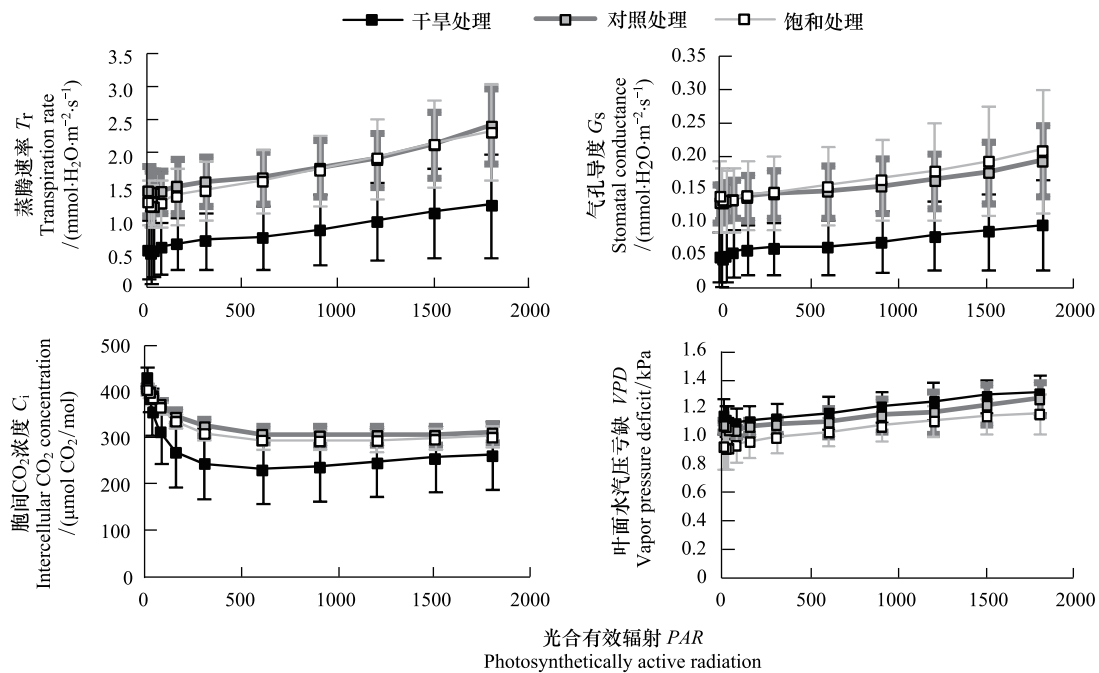 干旱处理 对照处理 饱和处理
蒸腾速率 Tr
Transpiration rate
/(mmol·H₂O·m⁻²·s⁻¹)
3.5
3.0
2.5
2.0
1.5
1.0
0.5
0
0 500 1000 1500 2000
气孔导度 Gs
Stomatal conductance
/(mmol·H₂O·m⁻²·s⁻¹)
0.35
0.30
0.25
0.20
0.15
0.10
0.05
0
0 500 1000 1500 2000
胞间CO₂浓度 Ci
Intercellular CO₂ concentration
/(μmol CO₂/mol)
500
400
300
200
100
0
0 500 1000 1500 2000
叶面水汽压亏缺 VPD
Vapor pressure deficit/kPa
1.6
1.4
1.2
1.0
0.8
0.6
0.4
0.2
0
0 500 1000 1500 2000
光合有效辐射 PAR
Photosynthetically active radiation